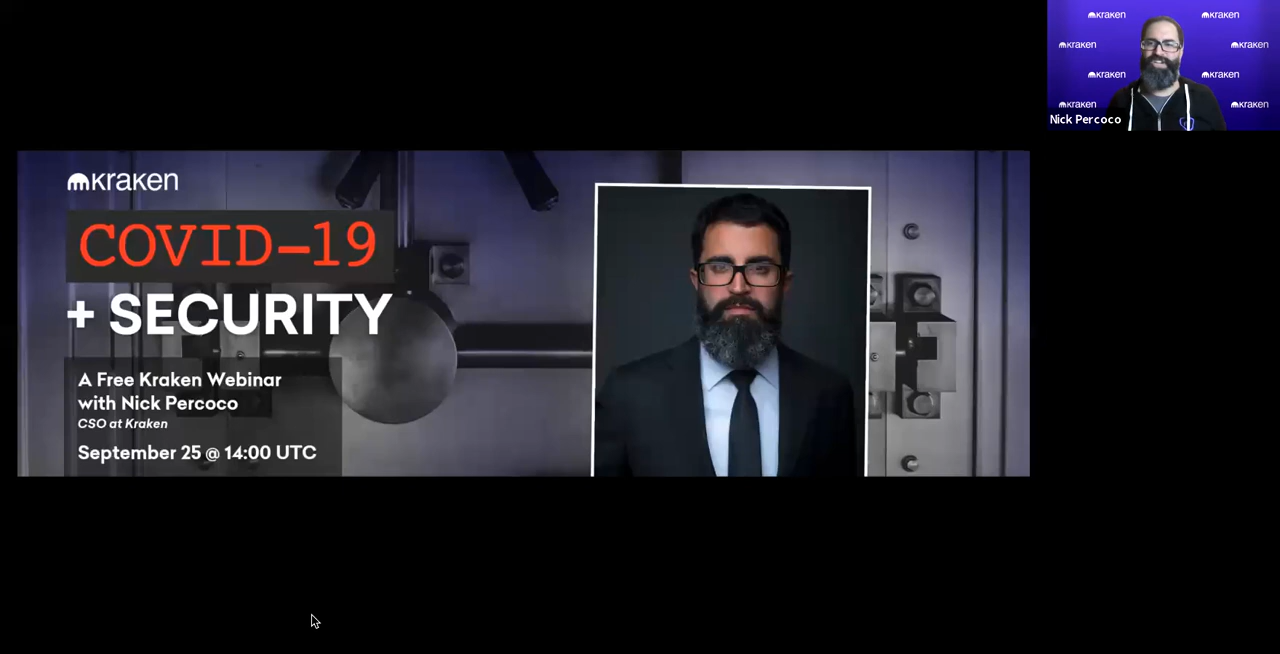 kraken
COVID-19
+ SECURITY
A Free Kraken Webinar
with Nick Percoco
CSO at Kraken
September 25 @ 14:00 UTC
kraken kraken
kraken kraken
kraken kraken
kraken kraken
Nick Percoco